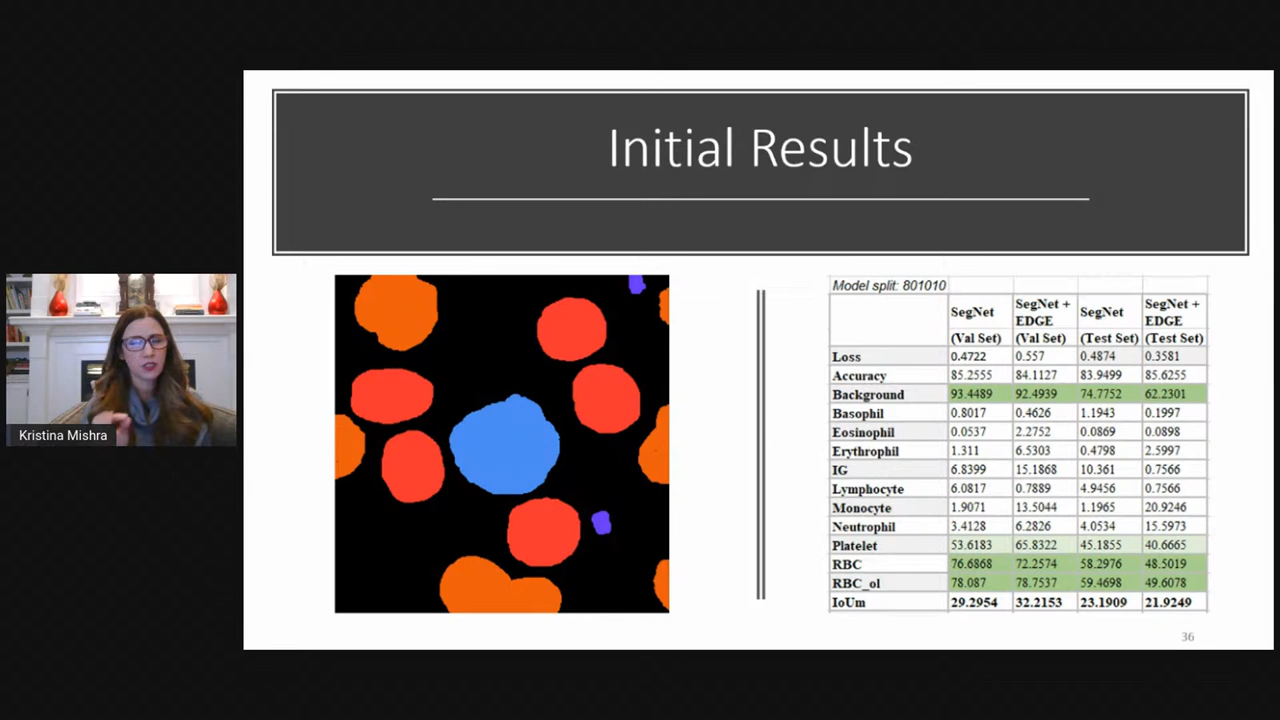 Initial Results
Kristina Mishra
Model split: 801010
SegNet SegNet + EDGE SegNet SegNet + EDGE
(Val Set) (Val Set) (Test Set) (Test Set)
Loss 0.4722 0.557 0.4874 0.3581
Accuracy 85.2555 84.1127 83.9499 85.6255
Background 93.4489 92.4939 74.7752 62.2301
Basophil 0.8017 0.4626 1.1943 0.1997
Eosinophil 0.0537 2.2752 0.0869 0.0898
Erythrophil 1.311 6.5303 0.4798 2.5997
IG 6.8399 15.1868 10.361 0.7566
Lymphocyte 6.0817 0.7889 4.9456 0.7566
Monocyte 1.9071 13.5044 1.1965 20.9246
Neutrophil 3.4128 6.2826 4.0534 15.5973
Platelet 53.6183 65.8322 45.1855 40.6665
RBC 76.6868 72.2574 58.2976 48.5019
RBC_ol 78.087 78.7537 59.4698 49.6078
IoUm 29.2954 32.2153 23.1909 21.9249
36